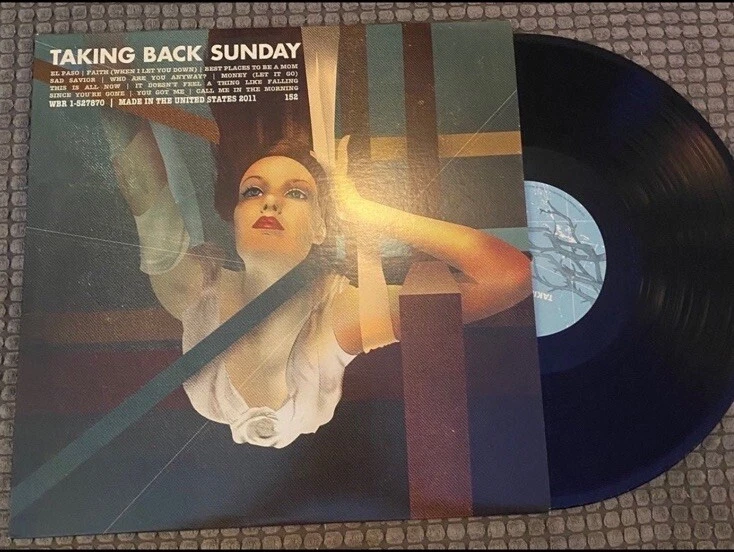 TAKING BACK SUNDAY
EL PASO | FAITH (WHEN I LET YOU DOWN) | BEST PLACES TO BE A MOM
SAD SAVIOR | WHO ARE YOU ANYWAY? | MONEY (LET IT GO)
THIS IS ALL NOW | IT DOESN'T FEEL A THING LIKE FALLING
SINCE YOU'RE GONE | YOU GOT ME | CALL ME IN THE MORNING
WBR 1-527870 | MADE IN THE UNITED STATES 2011 152